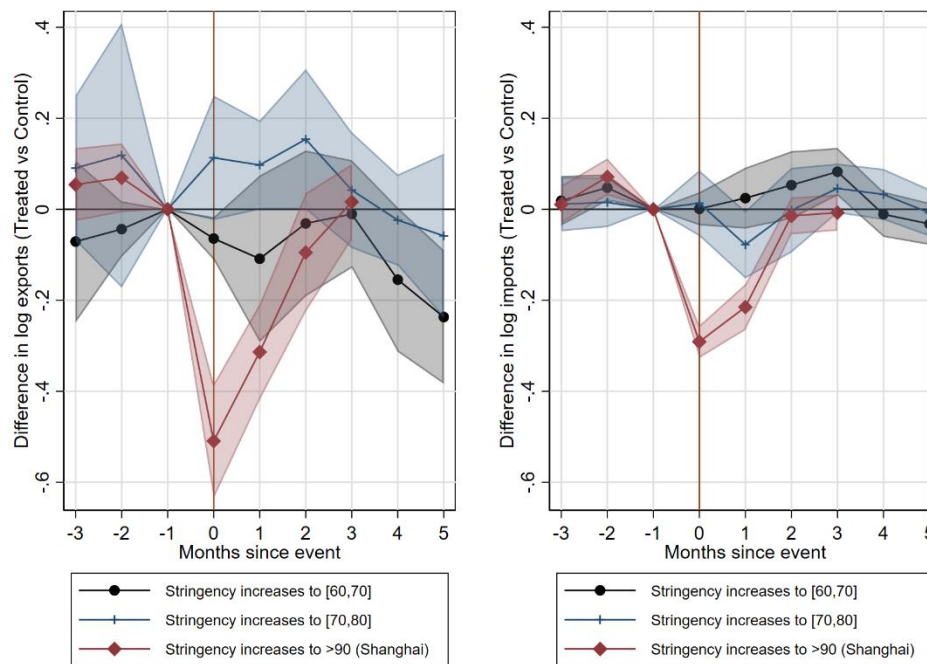 Difference in log exports (Treated vs Control)
.4
.2
0
-.2
-.4
-.6
-3 -2 -1 0 1 2 3 4 5
Months since event
Stringency increases to [60,70]
Stringency increases to [70,80]
Stringency increases to >90 (Shanghai)
Difference in log imports (Treated vs Control)
.4
.2
0
-.2
-.4
-.6
-3 -2 -1 0 1 2 3 4 5
Months since event
Stringency increases to [60,70]
Stringency increases to [70,80]
Stringency increases to >90 (Shanghai)